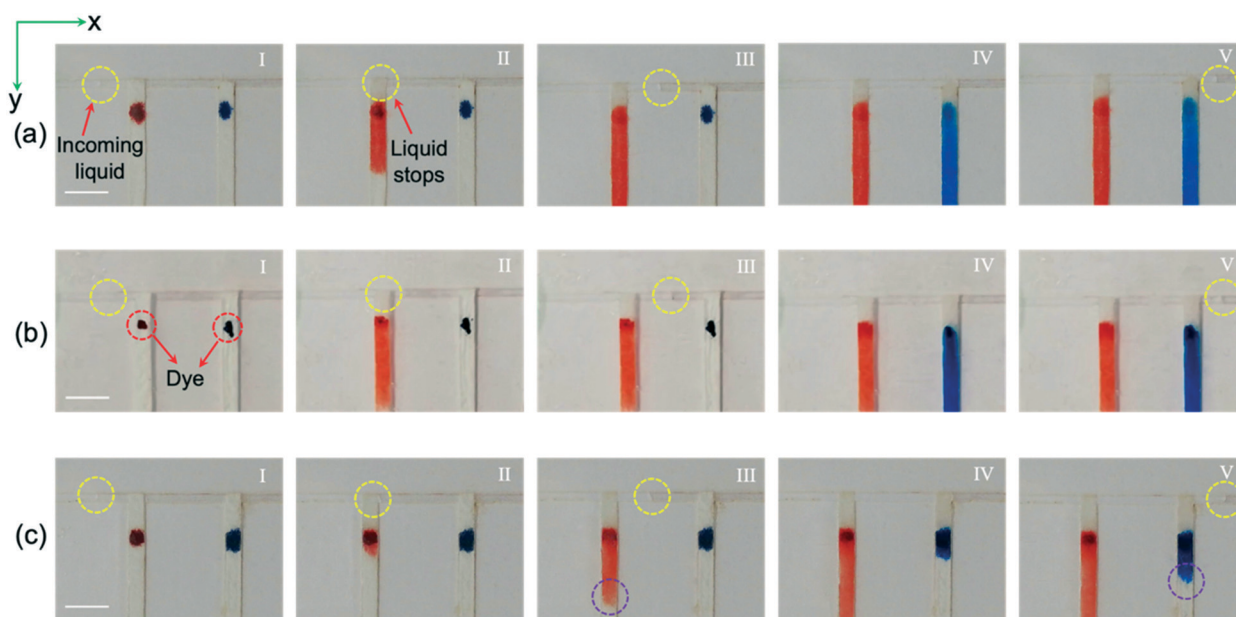 x
y
(a)
I
II
III
IV
V
Incoming
liquid
Liquid
stops
(b)
I
II
III
IV
V
Dye
(c)
I
II
III
IV
V